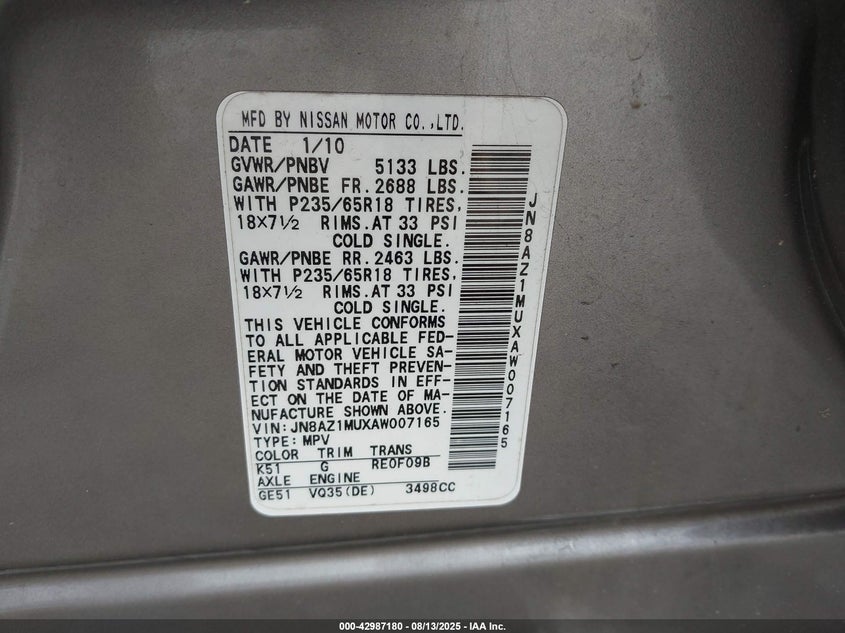 MFD BY NISSAN MOTOR CO.,LTD.
DATE 1/10
GVWR/PNBV 5133 LBS.
GAWR/PNBE FR. 2688 LBS.
WITH P235/65R18 TIRES,
18×7½ RIMS.AT 33 PSI
COLD SINGLE.
GAWR/PNBE RR. 2463 LBS.
WITH P235/65R18 TIRES,
18×7½ RIMS.AT 33 PSI
COLD SINGLE.
THIS VEHICLE CONFORMS
TO ALL APPLICABLE FED-
ERAL MOTOR VEHICLE SA-
FETY AND THEFT PREVEN-
TION STANDARDS IN EFF-
ECT ON THE DATE OF MA-
NUFACTURE SHOWN ABOVE.
VIN: JN8AZ1MUXAW007165
TYPE: MPV
COLOR TRIM TRANS
K51 G RE0F09B
AXLE ENGINE
GE51 VQ35(DE) 3498CC
JN8AZ1MUXAW007165
000-42987180 - 08/13/2025 - IAA Inc.